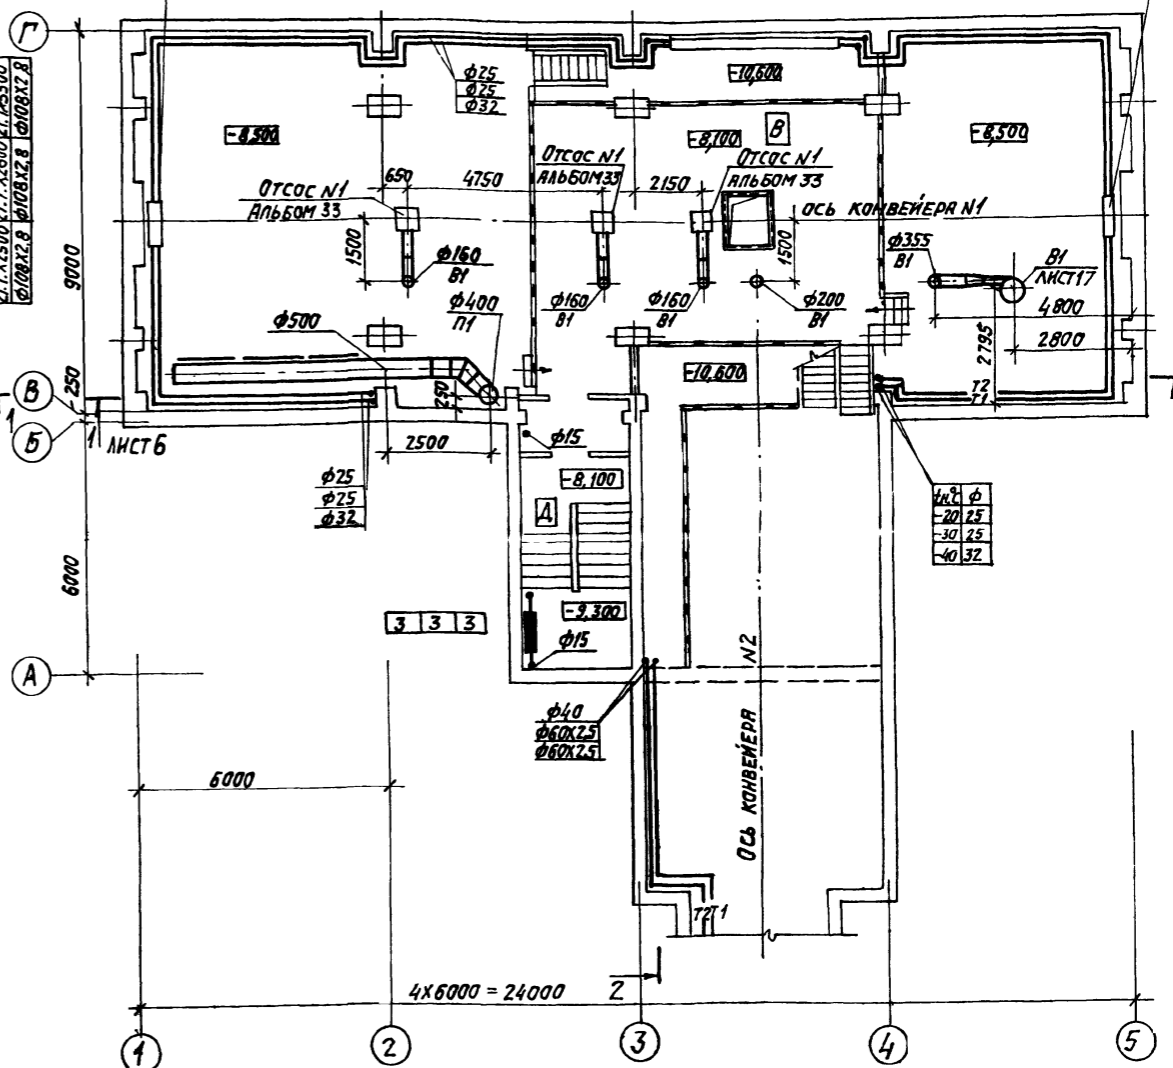 Г
ф25
ф25
ф32
-10,600
-8,500
-8,100
В
-8,500
ф108х2,8
ф108х2,8
ф108х2,8
Отсос N1
Альбом 33
650
4750
Отсос N1
Альбом 33
2150
Отсос N1
Альбом 33
Ось конвейера N1
9000
1500
ф160
В1
ф160
В1
ф160
В1
1500
ф200
В1
ф355
В1
В1
Лист 17
4800
2795
2800
ф500
ф400
П1
250
В
250
Б
1
1
Лист 6
2500
-10,600
Т2
Т1
ф15
-8,100
Д
ф25
ф25
ф32
tн,°C ф
-20 25
-30 25
-40 32
6000
3 3 3
-9,300
ф15
А
ф40
ф60х2,5
ф60х2,5
Ось конвейера N2
6000
Т2Т1
2
4х6000 = 24000
1
2
3
4
5